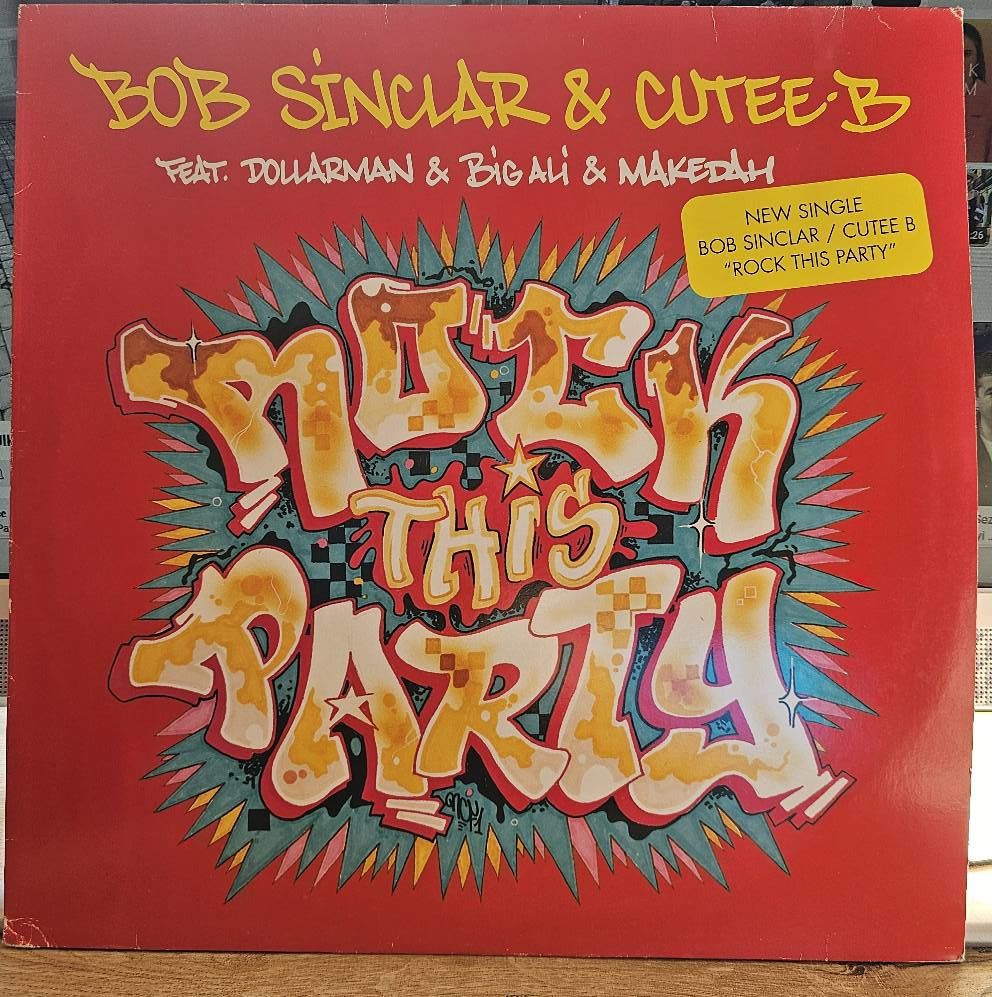 BOB SINCLAR & CUTEE·B
FEAT. DOLLARMAN & BIG ALI & MAKEDAH
NEW SINGLE
BOB SINCLAR / CUTEE B
"ROCK THIS PARTY"
ROCK
THIS
PARTY